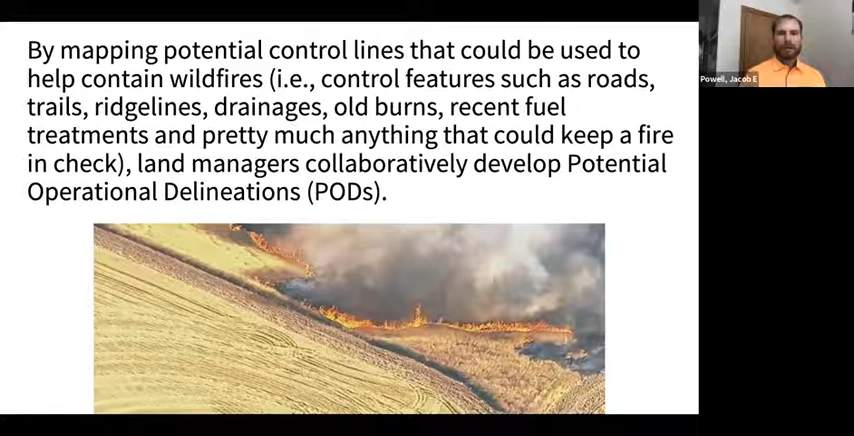 By mapping potential control lines that could be used to
help contain wildfires (i.e., control features such as roads,
trails, ridgelines, drainages, old burns, recent fuel
treatments and pretty much anything that could keep a fire
in check), land managers collaboratively develop Potential
Operational Delineations (PODs).
Powell, Jacob E